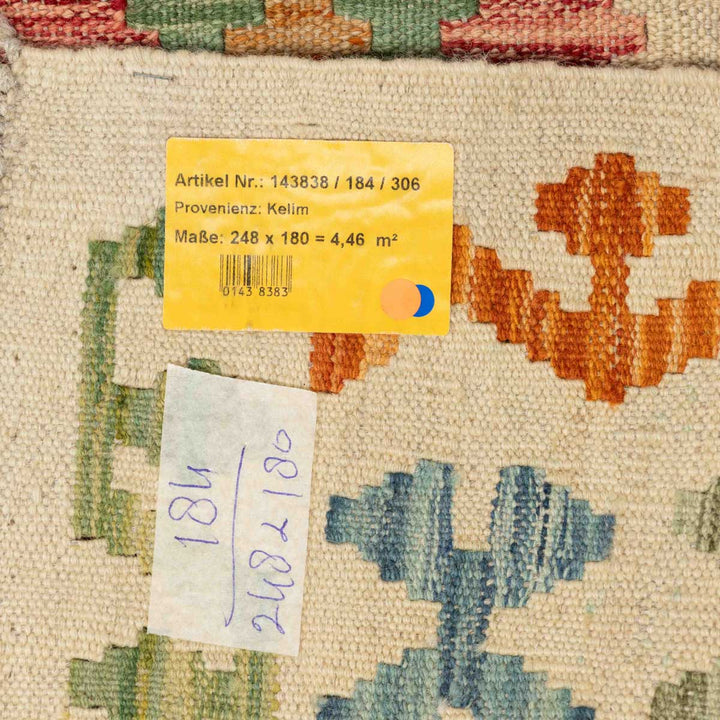 Artikel Nr.: 143838 / 184 / 306
Provenienz: Kelim
Maße: 248 x 180 = 4,46 m²
0143 8383
184
248 x 180